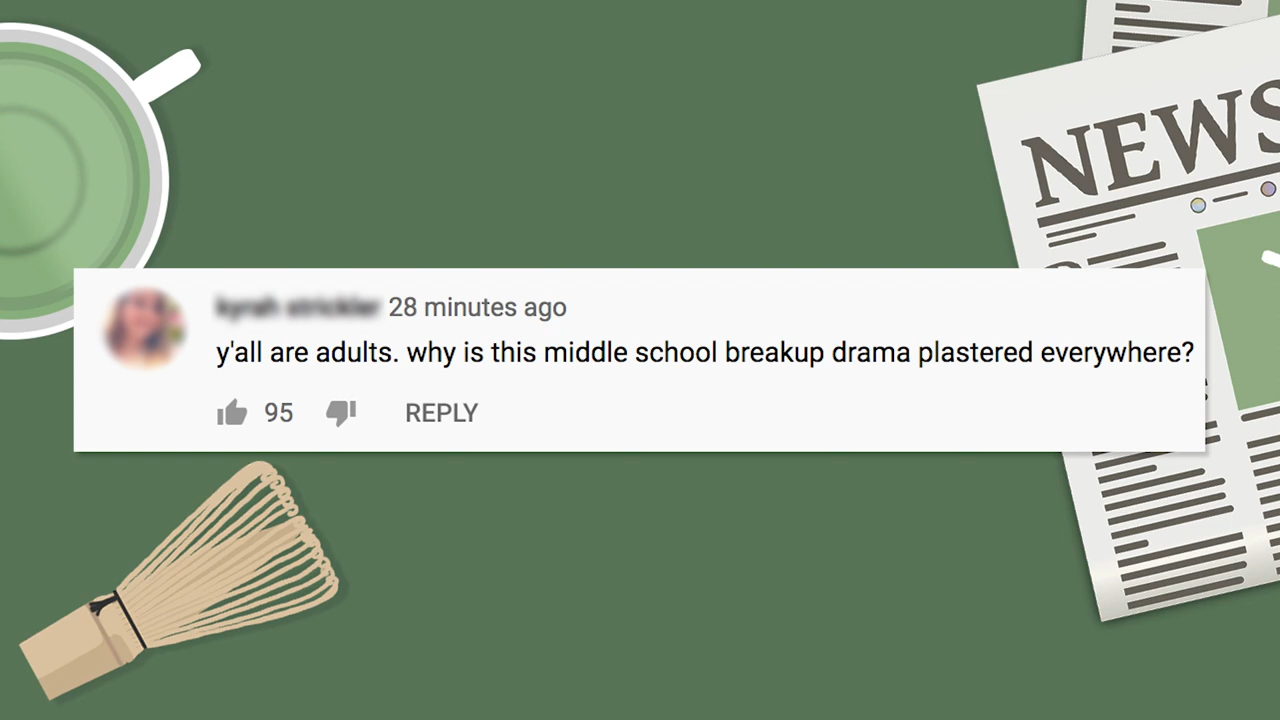 NEWS
28 minutes ago
y'all are adults. why is this middle school breakup drama plastered everywhere?
95 REPLY